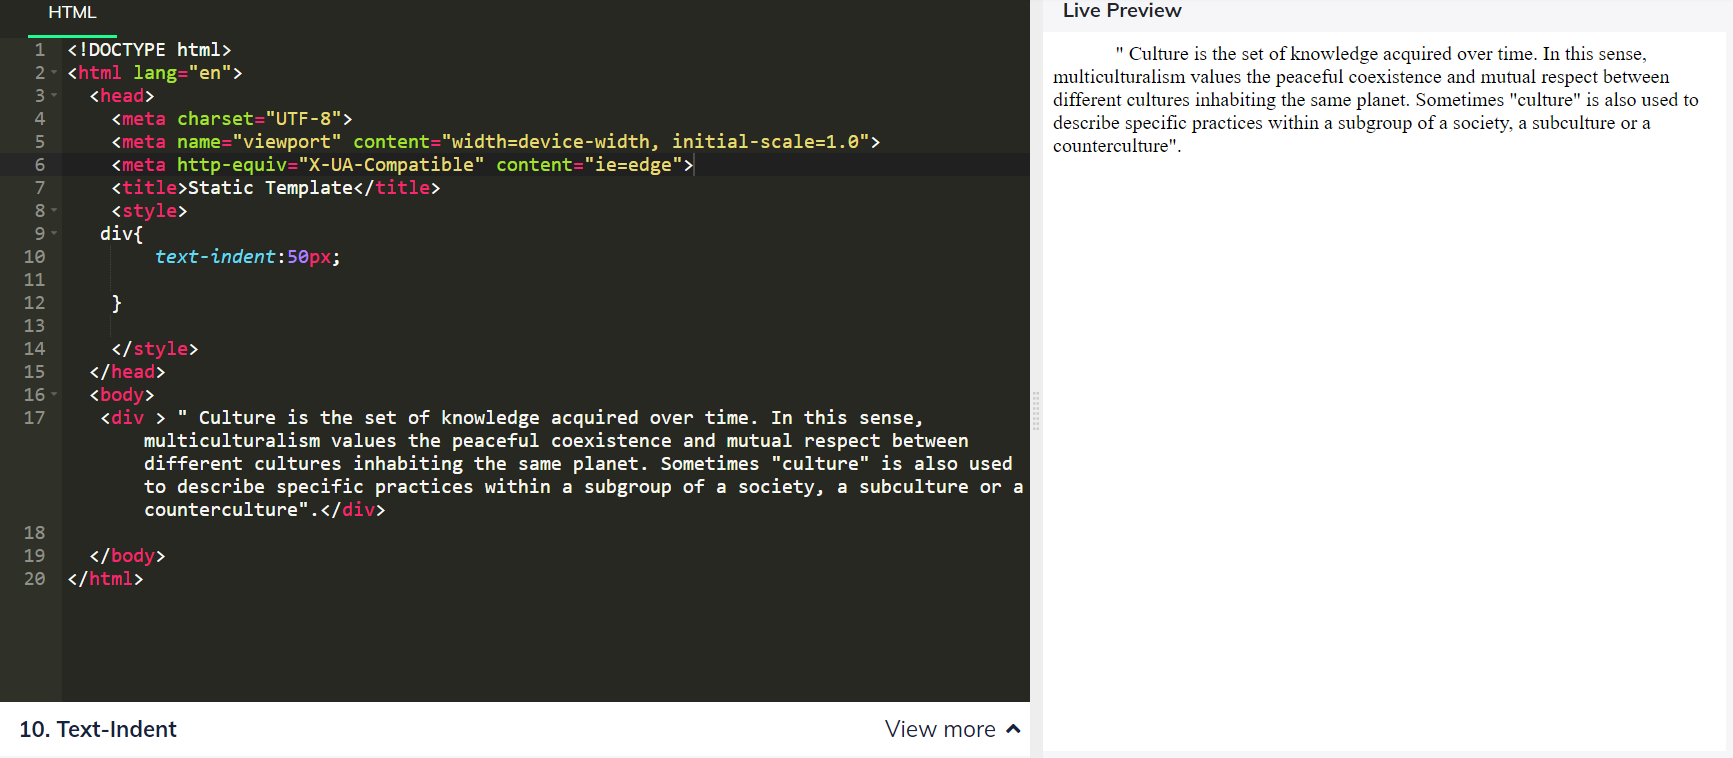 HTML
1 <!DOCTYPE html>
2 <html lang="en">
3 <head>
4 <meta charset="UTF-8">
5 <meta name="viewport" content="width=device-width, initial-scale=1.0">
6 <meta http-equiv="X-UA-Compatible" content="ie=edge">
7 <title>Static Template</title>
8 <style>
9 div{
10 text-indent:50px;
11
12 }
13
14 </style>
15 </head>
16 <body>
17 <div > " Culture is the set of knowledge acquired over time. In this sense,
multiculturalism values the peaceful coexistence and mutual respect between
different cultures inhabiting the same planet. Sometimes "culture" is also used
to describe specific practices within a subgroup of a society, a subculture or a
counterculture".</div>
18
19 </body>
20 </html>
10. Text-Indent
View more
Live Preview
" Culture is the set of knowledge acquired over time. In this sense,
multiculturalism values the peaceful coexistence and mutual respect between
different cultures inhabiting the same planet. Sometimes "culture" is also used to
describe specific practices within a subgroup of a society, a subculture or a
counterculture".